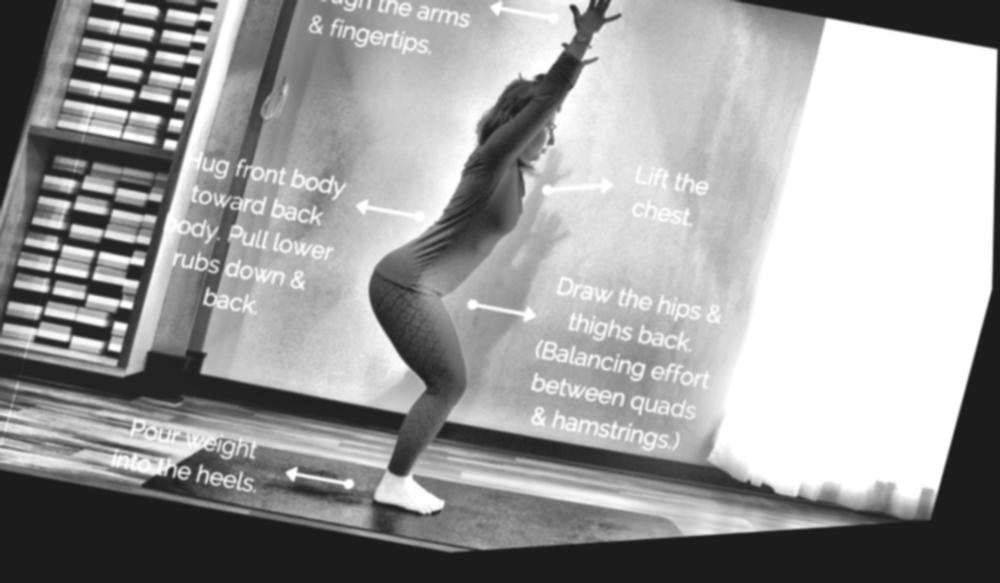 the arms
& fingertips.
Hug front body
toward back
body. Pull lower
rubs down &
back.
Lift the
chest.
Draw the hips &
thighs back.
(Balancing effort
between quads
& hamstrings.)
Pour weight
into the heels.